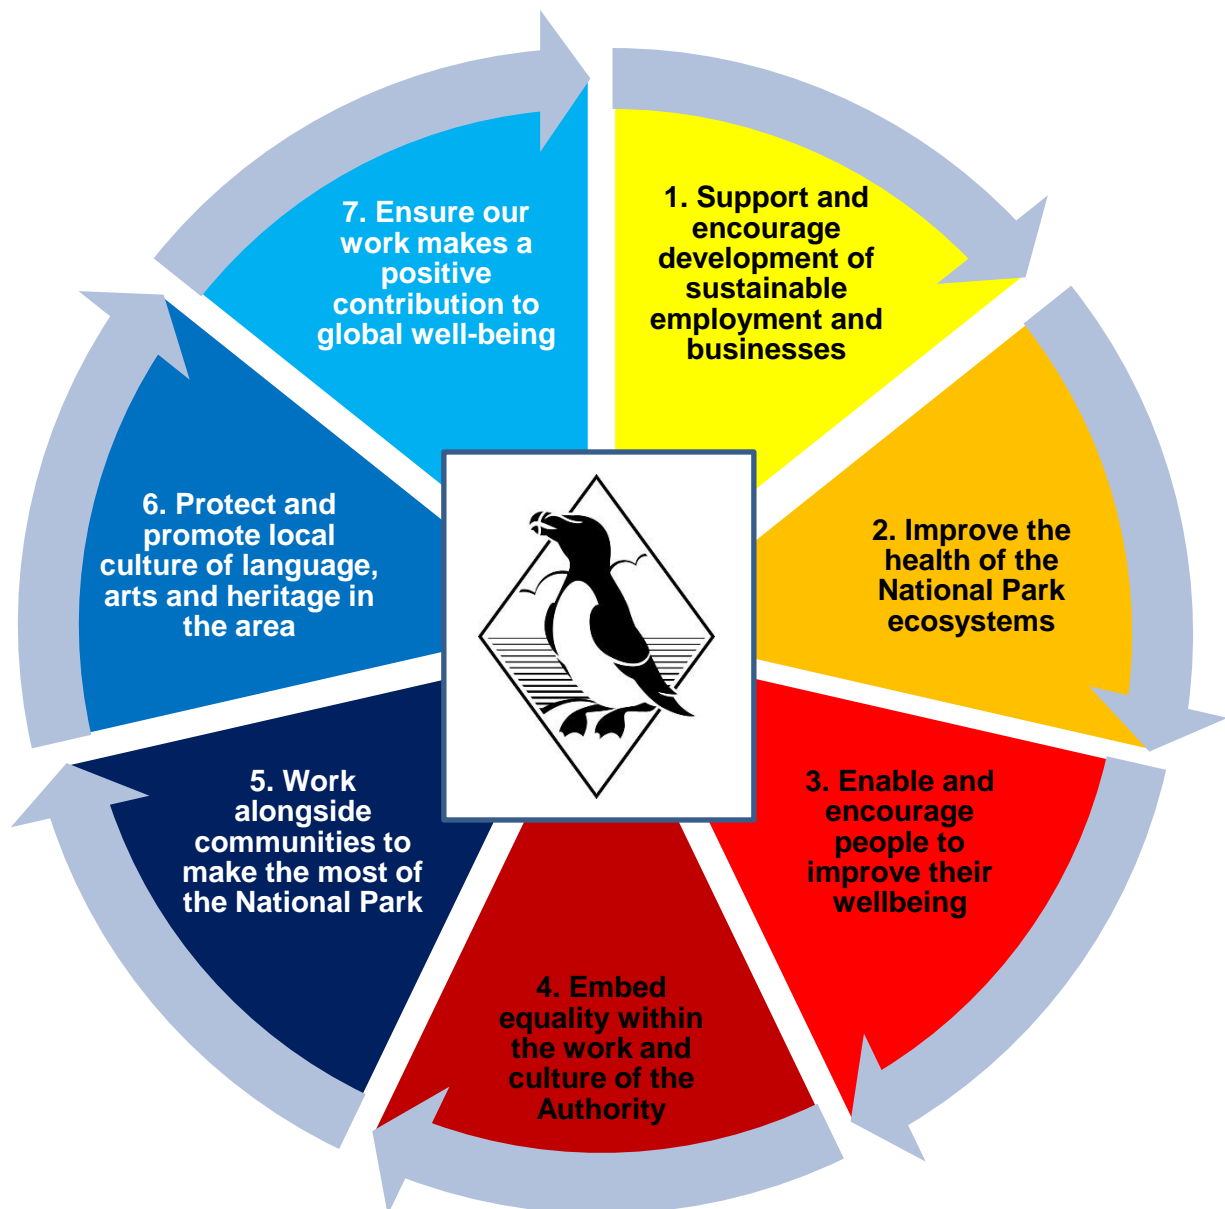 1. Support and
encourage
development of
sustainable
employment and
businesses
2. Improve the
health of the
National Park
ecosystems
3. Enable and
encourage
people to
improve their
wellbeing
4. Embed
equality within
the work and
culture of the
Authority
5. Work
alongside
communities to
make the most of
the National Park
6. Protect and
promote local
culture of language,
arts and heritage in
the area
7. Ensure our
work makes a
positive
contribution to
global well-being